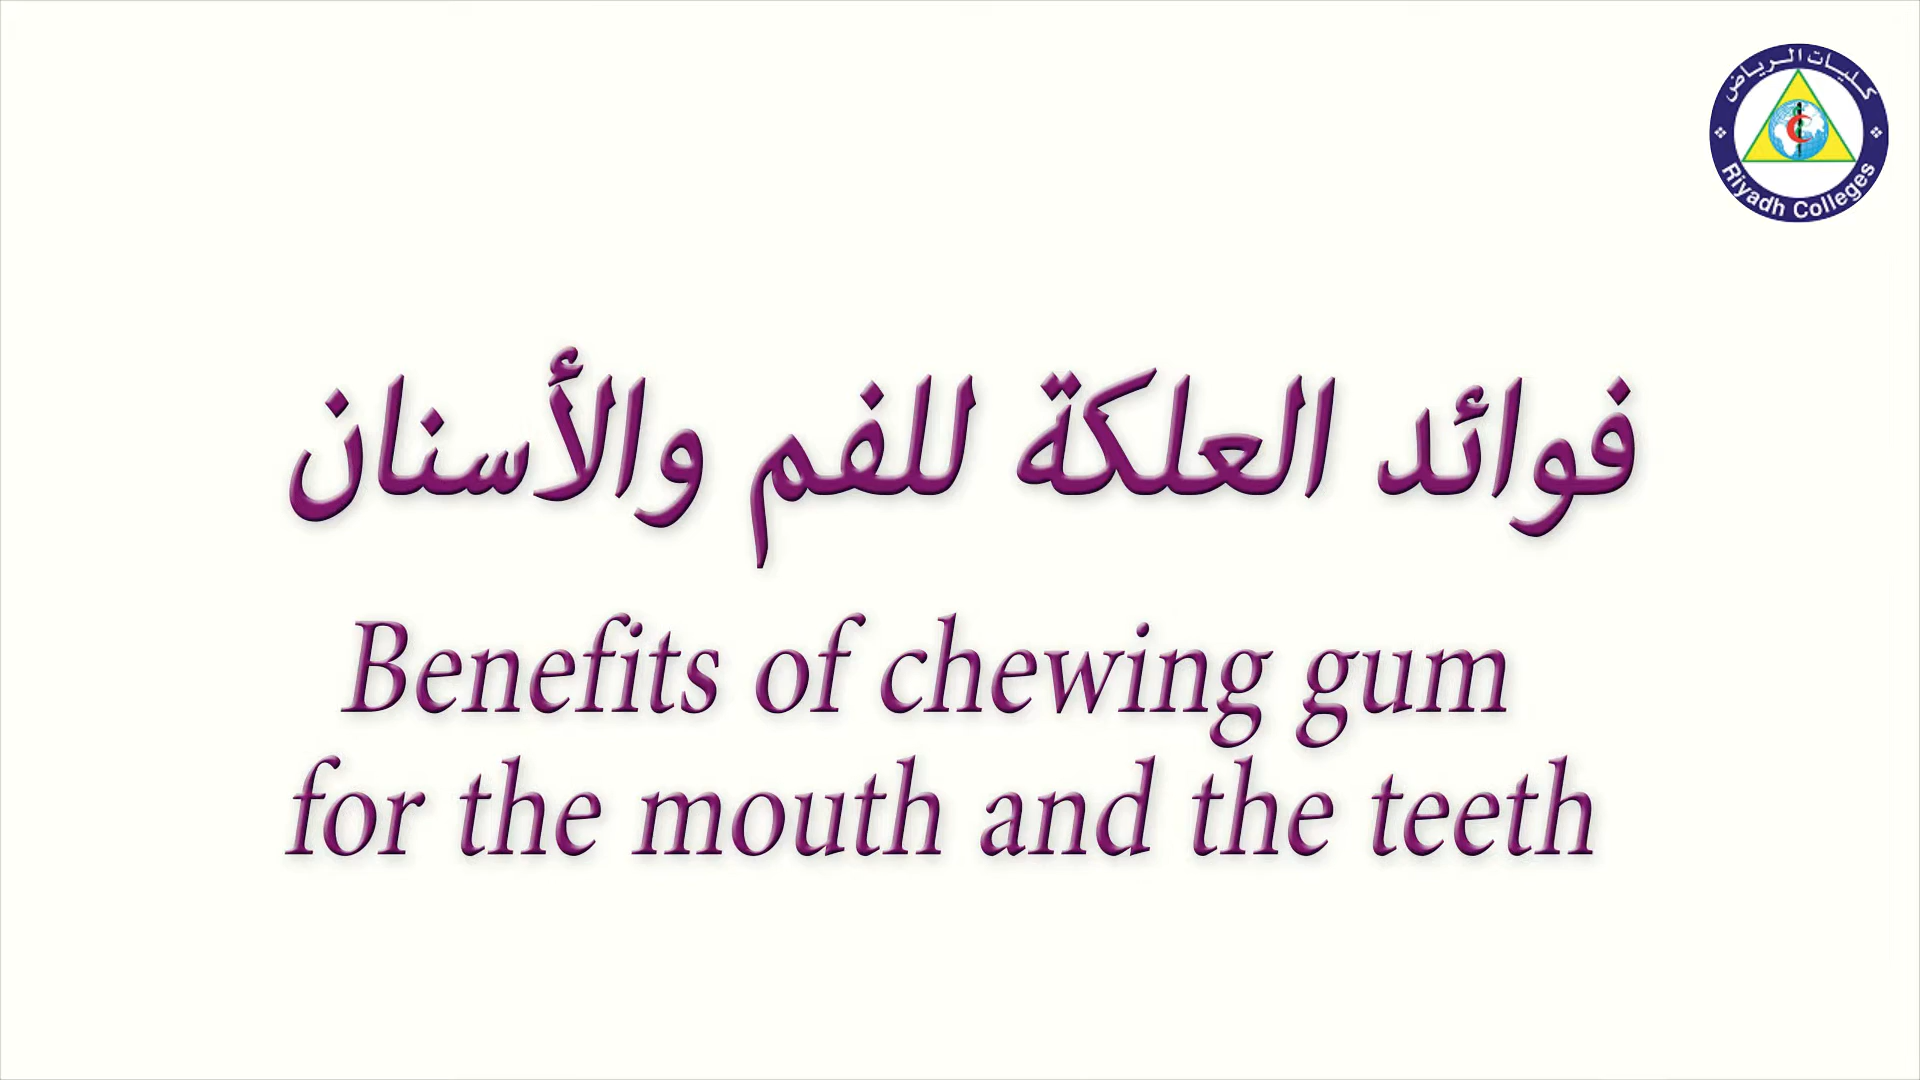 كليات الرياض
Riyadh Colleges
فوائد العلكة للفم والأسنان
Benefits of chewing gum
for the mouth and the teeth